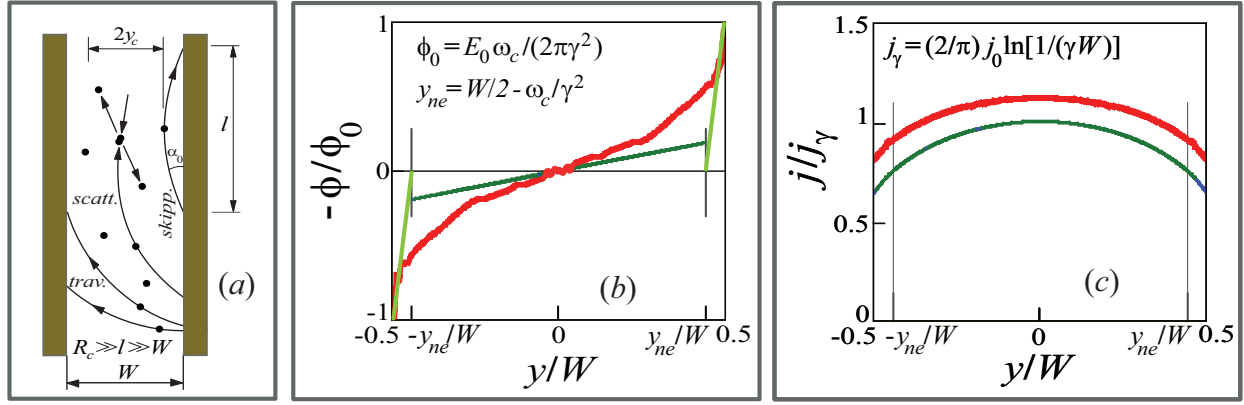 2y_c
l
α_0
scatt.
skipp.
trav.
(a)
R_c ≫ l ≫ W
W
ϕ_0 = E_0 ω_c /(2πγ^2)
y_ne = W/2 - ω_c /γ^2
-ϕ/ϕ_0
1
0
-1
(b)
-0.5
-y_ne/W
0
y_ne/W
0.5
y/W
j_γ = (2/π) j_0 ln[1/(γW)]
j/j_γ
1.5
1
0.5
0
(c)
-0.5
-y_ne/W
0
y_ne/W
0.5
y/W